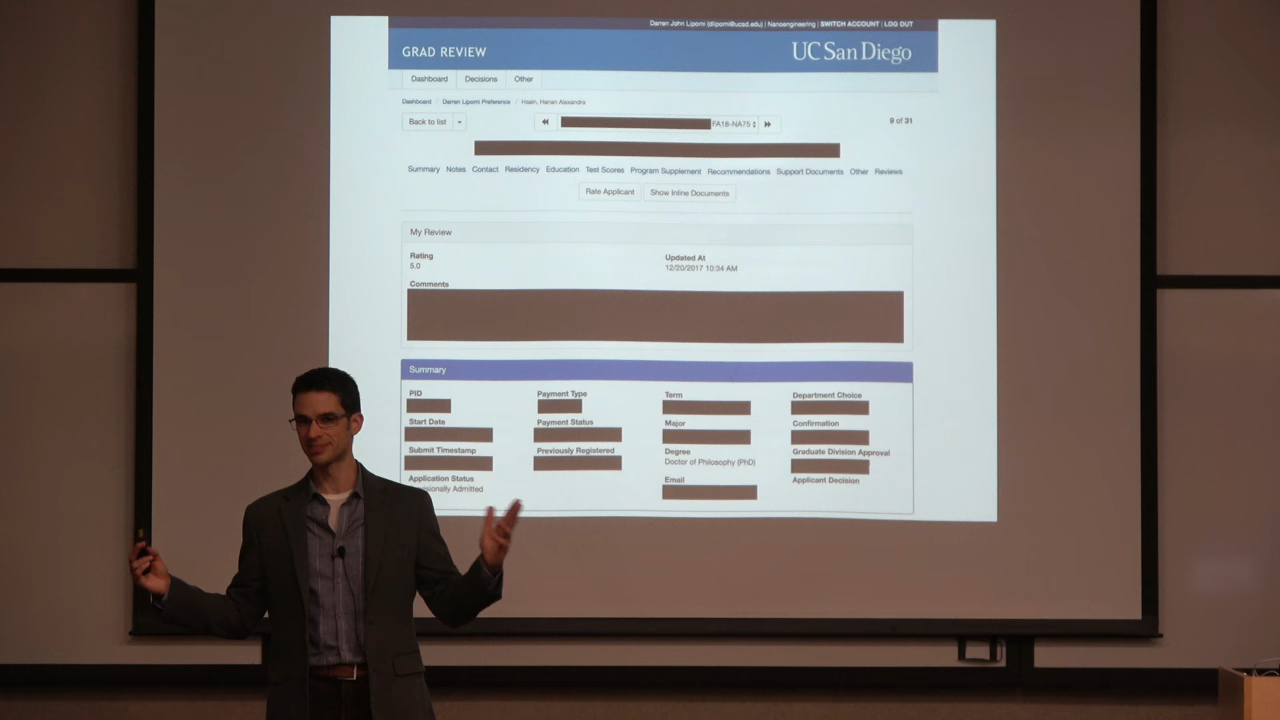 Darren John Lipomi (dlipomi@ucsd.edu) | Nanoengineering | SWITCH ACCOUNT | LOG OUT
GRAD REVIEW UC San Diego
Dashboard Decisions Other
Dashboard / Darren Lipomi Preference / Hsain, Hanan Alexandra
Back to list FA18-NA75 9 of 31
Summary Notes Contact Residency Education Test Scores Program Supplement Recommendations Support Documents Other Reviews
Rate Applicant Show Inline Documents
My Review
Rating Updated At
5.0 12/20/2017 10:34 AM
Comments
Summary
PID Payment Type Term Department Choice
Start Date Payment Status Major Confirmation
Submit Timestamp Previously Registered Degree Graduate Division Approval
Doctor of Philosophy (PhD)
Application Status Email Applicant Decision
Admitted